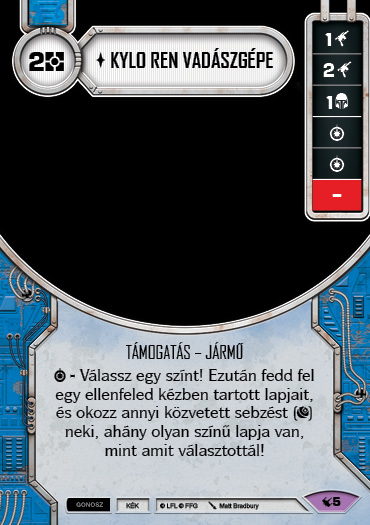 2
KYLO REN VADÁSZGÉPE
1
2
1
-
TÁMOGATÁS – JÁRMŰ
- Válassz egy színt! Ezután fedd fel
egy ellenfeled kézben tartott lapjait,
és okozz annyi közvetett sebzést ( )
neki, ahány olyan színű lapja van,
mint amit választottál!
GONOSZ
KÉK
© LFL © FFG
Matt Bradbury
5